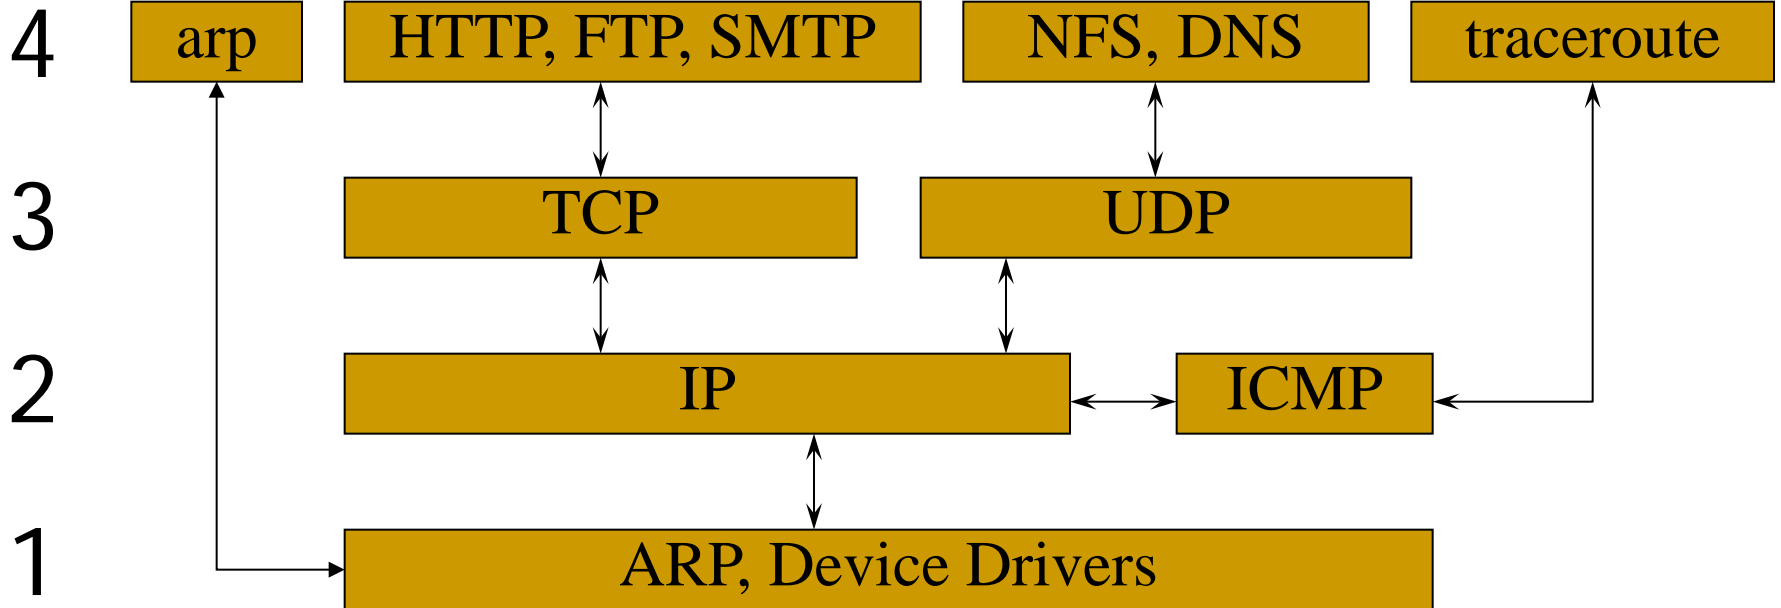 4 arp HTTP, FTP, SMTP NFS, DNS traceroute
3 TCP UDP
2 IP ICMP
1 ARP, Device Drivers